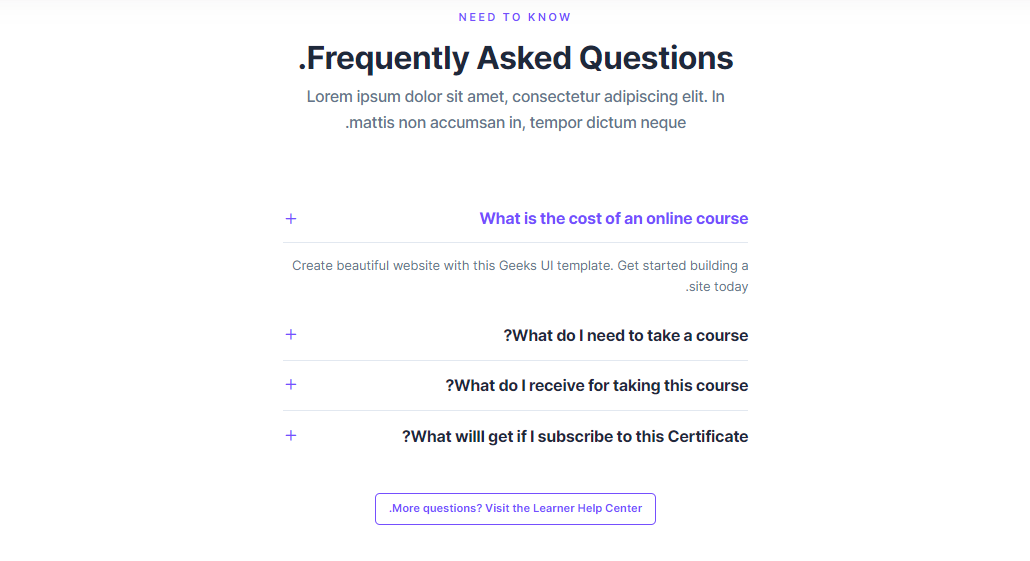 NEED TO KNOW
.Frequently Asked Questions
Lorem ipsum dolor sit amet, consectetur adipiscing elit. In
.mattis non accumsan in, tempor dictum neque
What is the cost of an online course
Create beautiful website with this Geeks UI template. Get started building a
.site today
?What do I need to take a course
?What do I receive for taking this course
?What willI get if I subscribe to this Certificate
.More questions? Visit the Learner Help Center